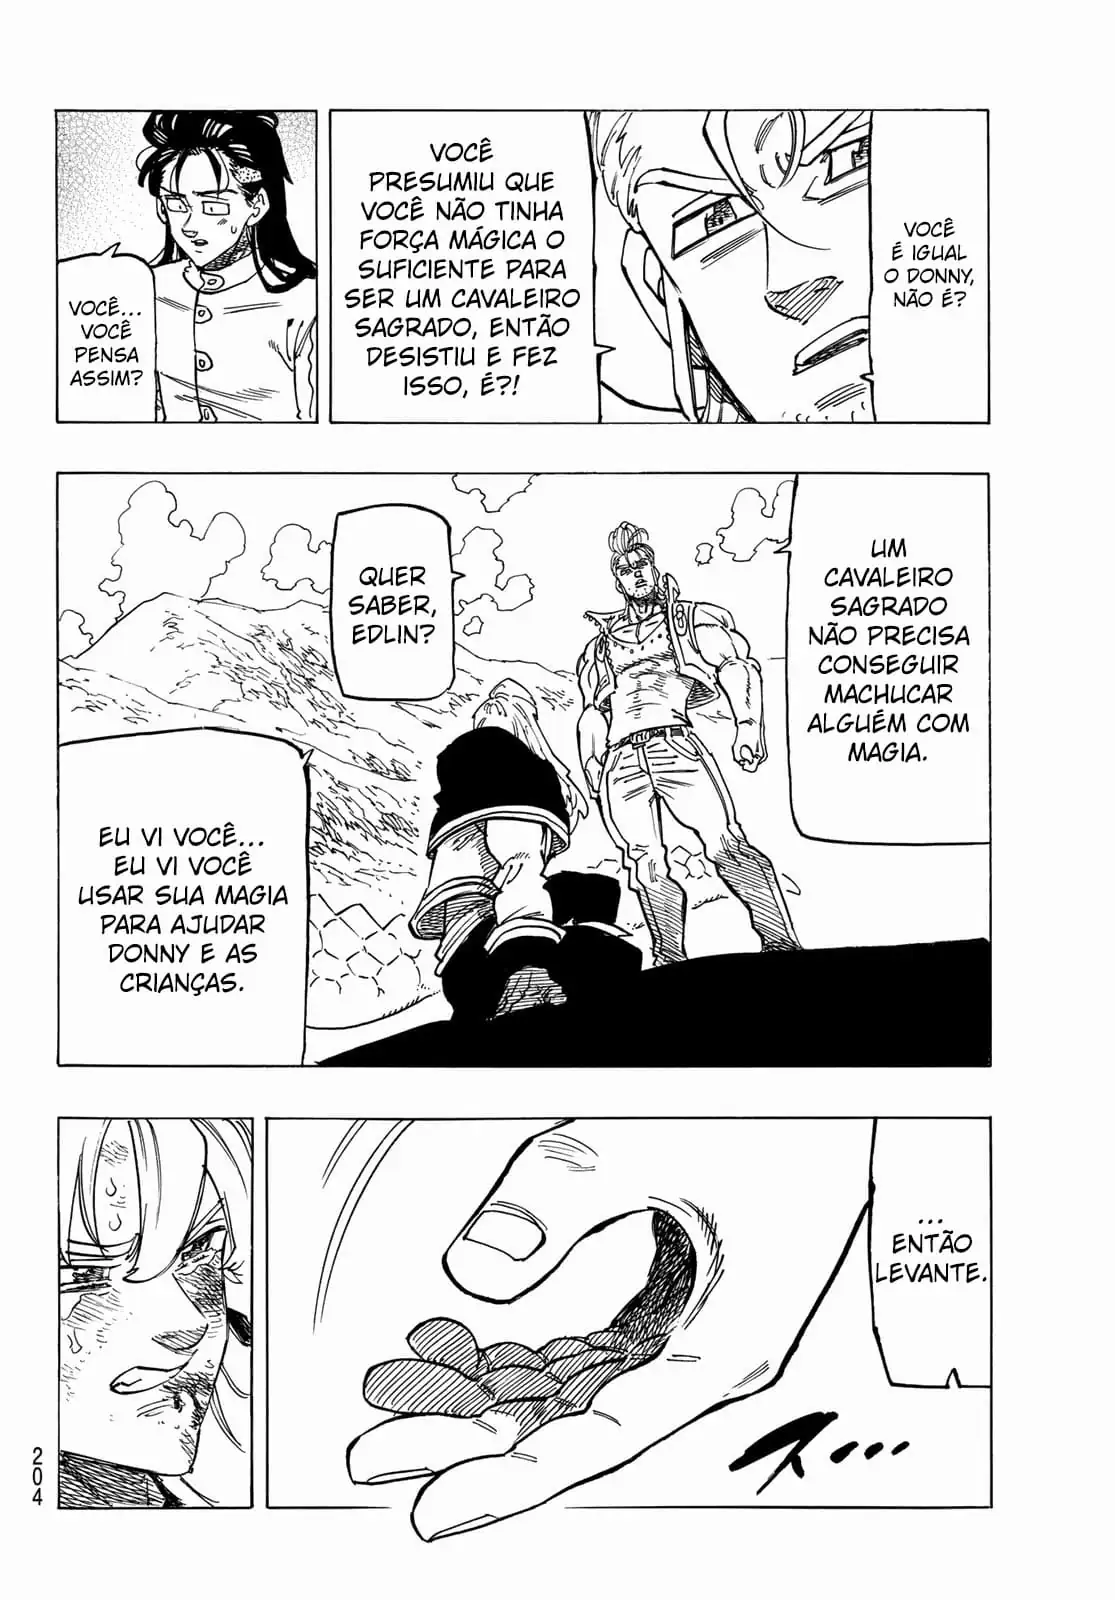 VOCÊ
É IGUAL
O DONNY,
NÃO É?
VOCÊ
PRESUMIU QUE
VOCÊ NÃO TINHA
FORÇA MÁGICA O
SUFICIENTE PARA
SER UM CAVALEIRO
SAGRADO, ENTÃO
DESISTIU E FEZ
ISSO, É?!
VOCÊ...
VOCÊ
PENSA
ASSIM?
UM
CAVALEIRO
SAGRADO
NÃO PRECISA
CONSEGUIR
MACHUCAR
ALGUÉM COM
MAGIA.
QUER
SABER,
EDLIN?
EU VI VOCÊ...
EU VI VOCÊ
USAR SUA MAGIA
PARA AJUDAR
DONNY E AS
CRIANÇAS.
...
ENTÃO
LEVANTE.
ス...
204